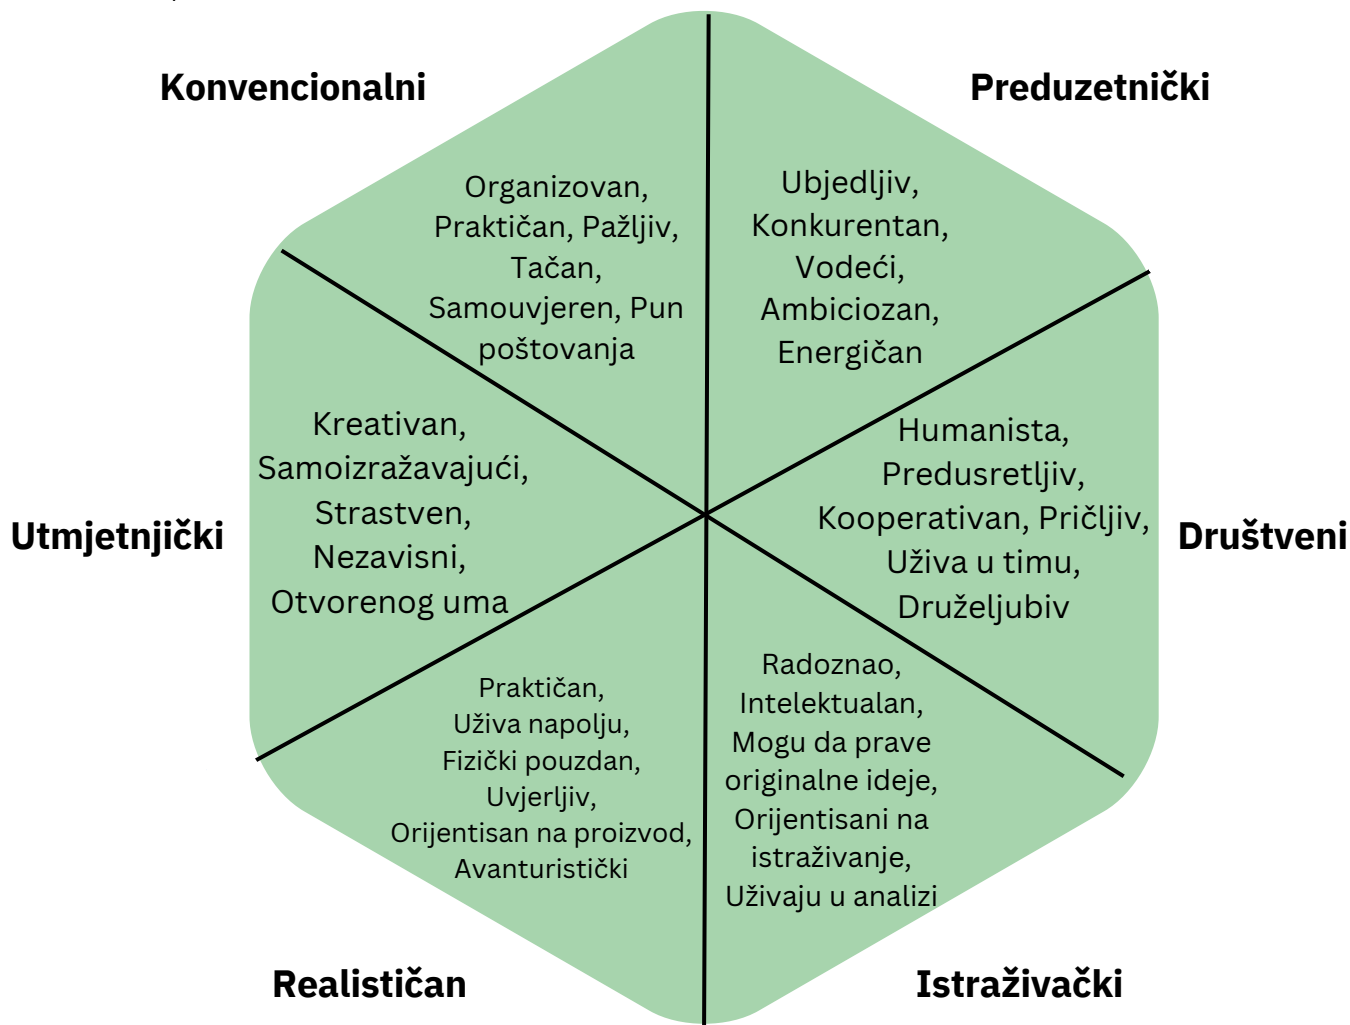 Konvencionalni
Preduzetnički
Organizovan,
Praktičan, Pažljiv,
Tačan,
Samouvjeren, Pun
poštovanja
Ubjedljiv,
Konkurentan,
Vodeći,
Ambiciozan,
Energičan
Utmjetnjički
Kreativan,
Samoizražavajući,
Strastven,
Nezavisni,
Otvorenog uma
Humanista,
Predusretljiv,
Kooperativan, Pričljiv,
Uživa u timu,
Druželjubiv
Društveni
Praktičan,
Uživa napolju,
Fizički pouzdan,
Uvjerljiv,
Orijentisan na proizvod,
Avanturistički
Radoznao,
Intelektualan,
Mogu da prave
originalne ideje,
Orijentisani na
istraživanje,
Uživaju u analizi
Realističan
Istraživački